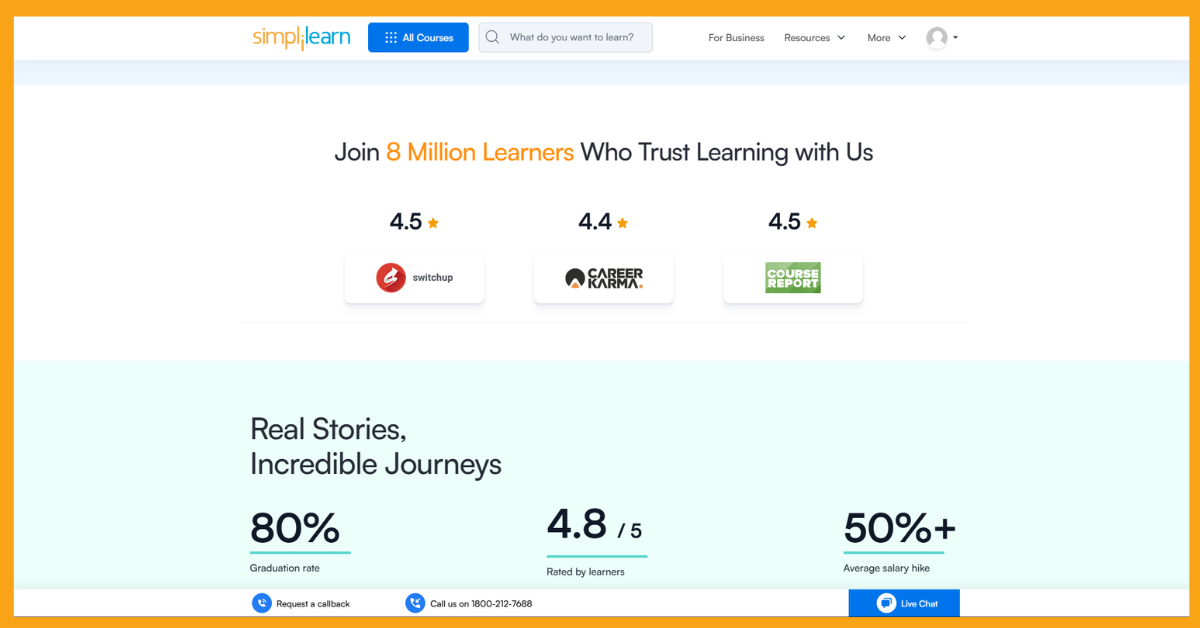 simplilearn
All Courses
What do you want to learn?
For Business
Resources
More
Join 8 Million Learners Who Trust Learning with Us
4.5
4.4
4.5
switchup
CAREER
KARMA.
COURSE
REPORT
Real Stories,
Incredible Journeys
80%
4.8 / 5
50%+
Graduation rate
Rated by learners
Average salary hike
Request a callback
Call us on 1800-212-7688
Live Chat